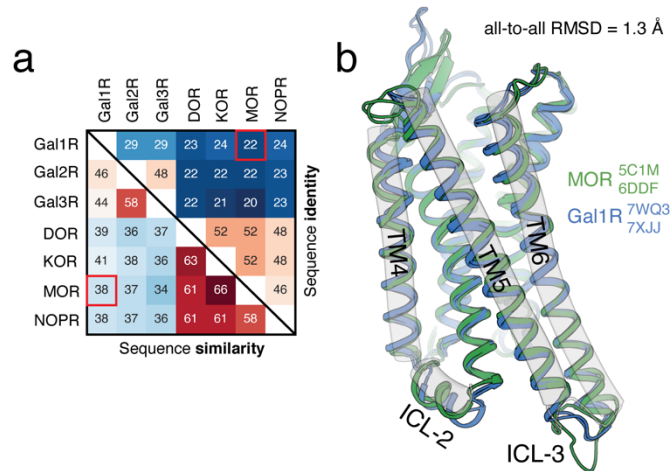 a
Gal1R Gal2R Gal3R DOR KOR MOR NOPR
Gal1R 29 29 23 24 22 24
Gal2R 46 48 22 22 22 23
Gal3R 44 58 22 21 20 23
DOR 39 36 37 52 52 48
KOR 41 38 36 63 52 48
MOR 38 37 34 61 66 46
NOPR 38 37 36 61 61 58
Sequence identity
Sequence similarity
b
all-to-all RMSD = 1.3 Å
MOR 5C1M
6DDF
Gal1R 7WQ3
7XJJ
TM4
TM5
TM6
ICL-2
ICL-3